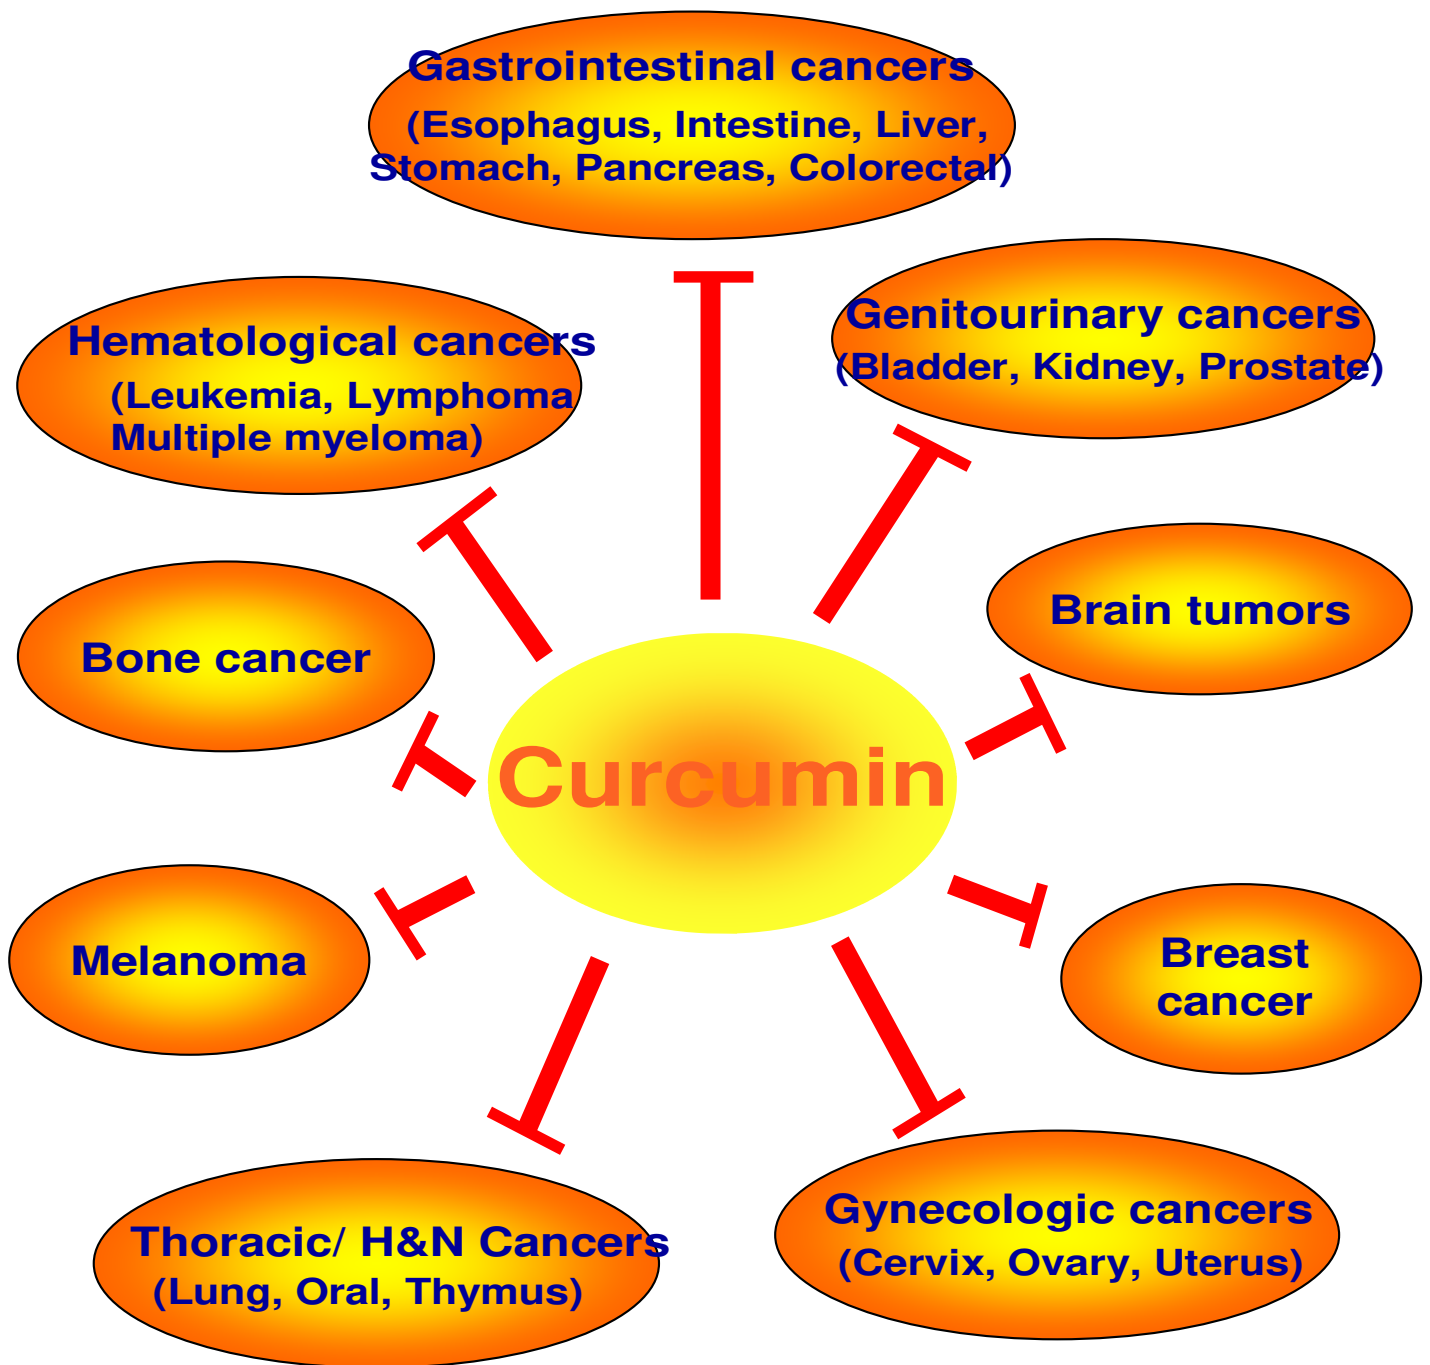 Gastrointestinal cancers
(Esophagus, Intestine, Liver,
Stomach, Pancreas, Colorectal)
Genitourinary cancers
(Bladder, Kidney, Prostate)
Hematological cancers
(Leukemia, Lymphoma
Multiple myeloma)
Brain tumors
Bone cancer
Curcumin
Melanoma
Breast
cancer
Gynecologic cancers
(Cervix, Ovary, Uterus)
Thoracic/ H&N Cancers
(Lung, Oral, Thymus)